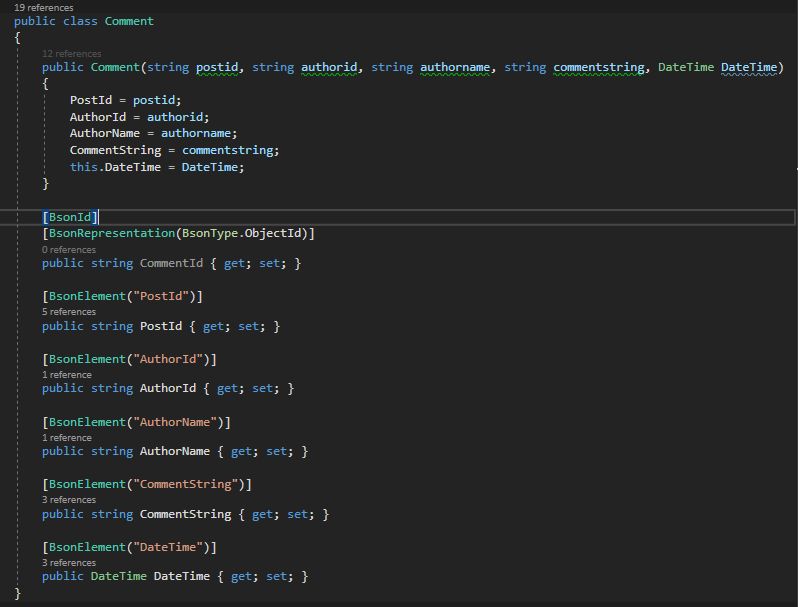 19 references
public class Comment
{
12 references
public Comment(string postid, string authorid, string authorname, string commentstring, DateTime DateTime)
{
PostId = postid;
AuthorId = authorid;
AuthorName = authorname;
CommentString = commentstring;
this.DateTime = DateTime;
}
[BsonId]
[BsonRepresentation(BsonType.ObjectId)]
0 references
public string CommentId { get; set; }
[BsonElement("PostId")]
5 references
public string PostId { get; set; }
[BsonElement("AuthorId")]
1 reference
public string AuthorId { get; set; }
[BsonElement("AuthorName")]
1 reference
public string AuthorName { get; set; }
[BsonElement("CommentString")]
3 references
public string CommentString { get; set; }
[BsonElement("DateTime")]
3 references
public DateTime DateTime { get; set; }
}